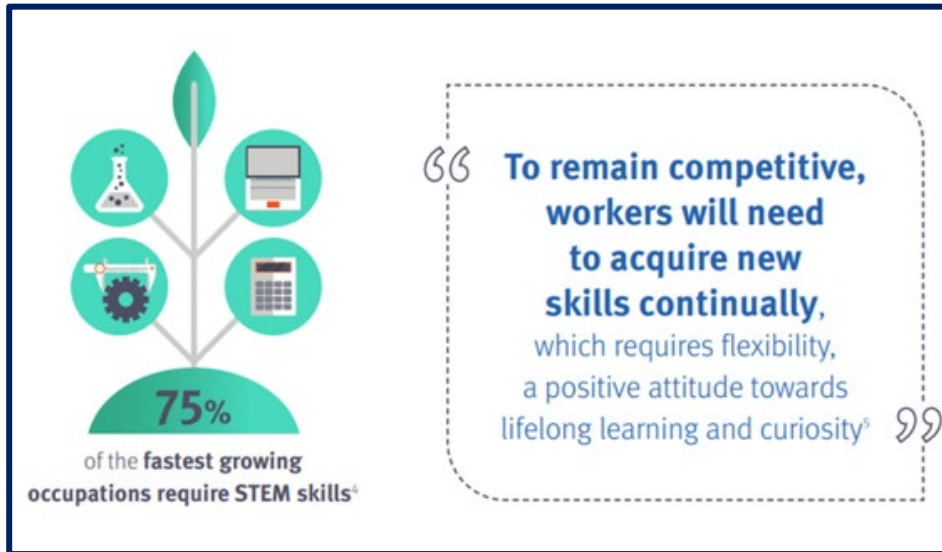 75%
of the fastest growing
occupations require STEM skills⁴
“ To remain competitive,
workers will need
to acquire new
skills continually,
which requires flexibility,
a positive attitude towards
lifelong learning and curiosity⁵ ”